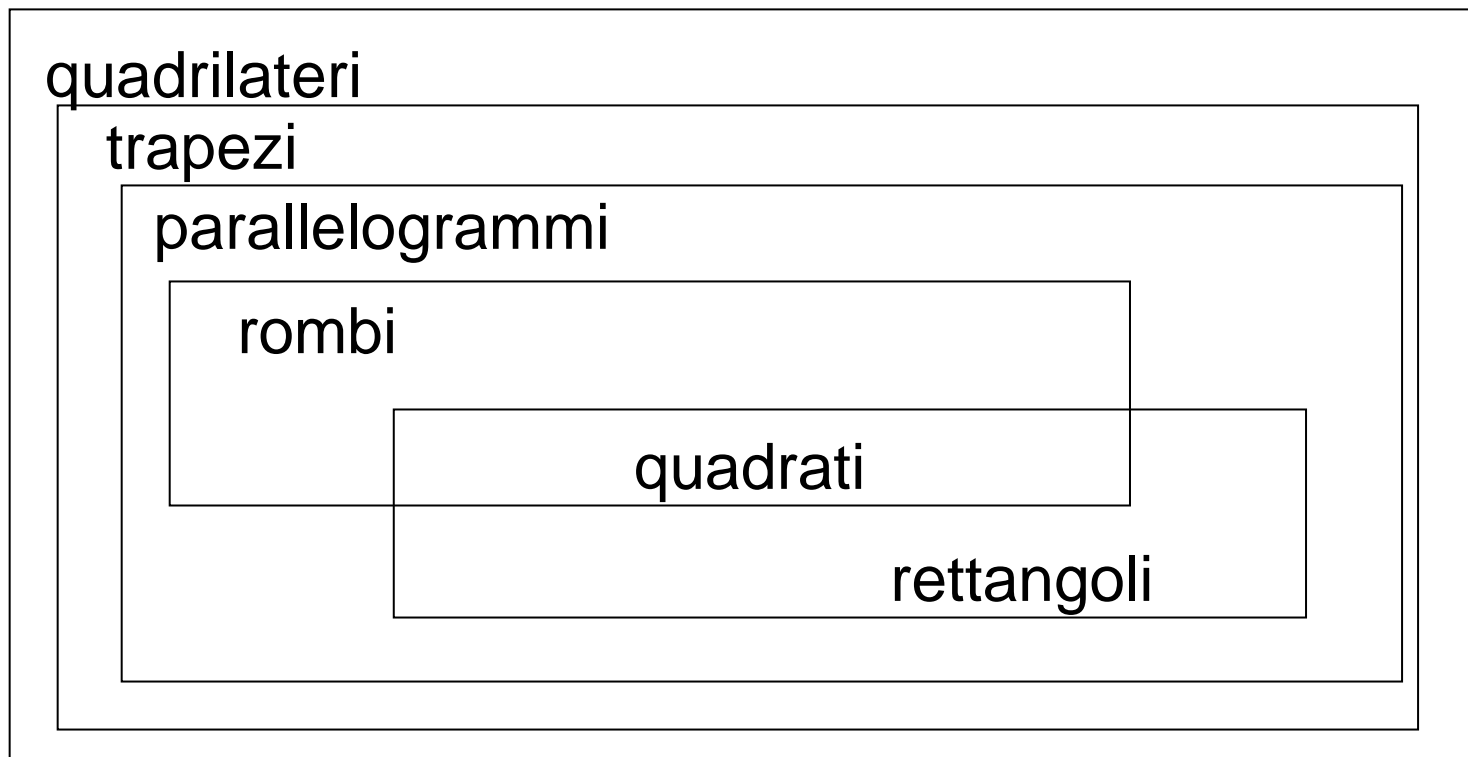 quadrilateri
trapezi
parallelogrammi
rombi
quadrati
rettangoli